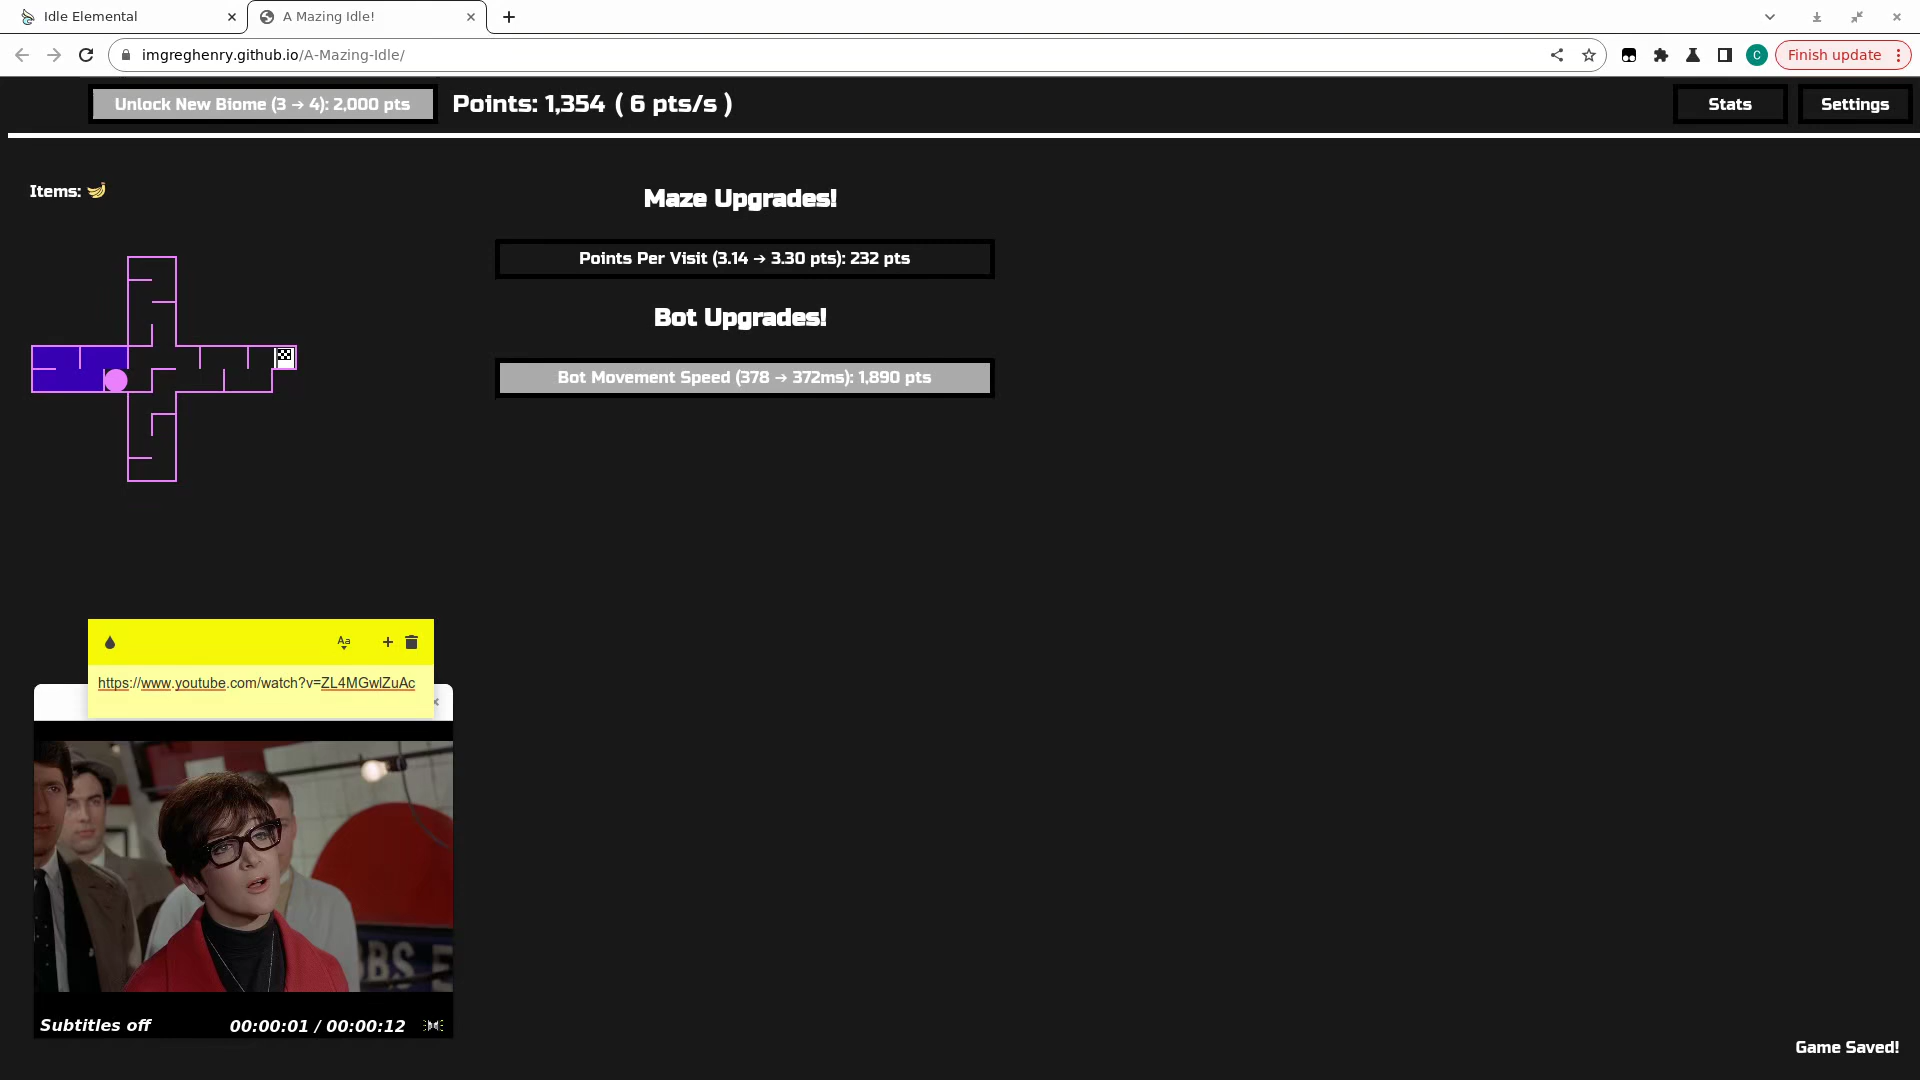 Idle Elemental
A Mazing Idle!
imgreghenry.github.io/A-Mazing-Idle/
C
Finish update
Unlock New Biome (3 → 4): 2,000 pts
Points: 1,354 ( 6 pts/s )
Stats
Settings
Items:
Maze Upgrades!
Points Per Visit (3.14 → 3.30 pts): 232 pts
Bot Upgrades!
Bot Movement Speed (378 → 372ms): 1,890 pts
Aa
https://www.youtube.com/watch?v=ZL4MGwlZuAc
BS E
Subtitles off
00:00:01 / 00:00:12
Game Saved!